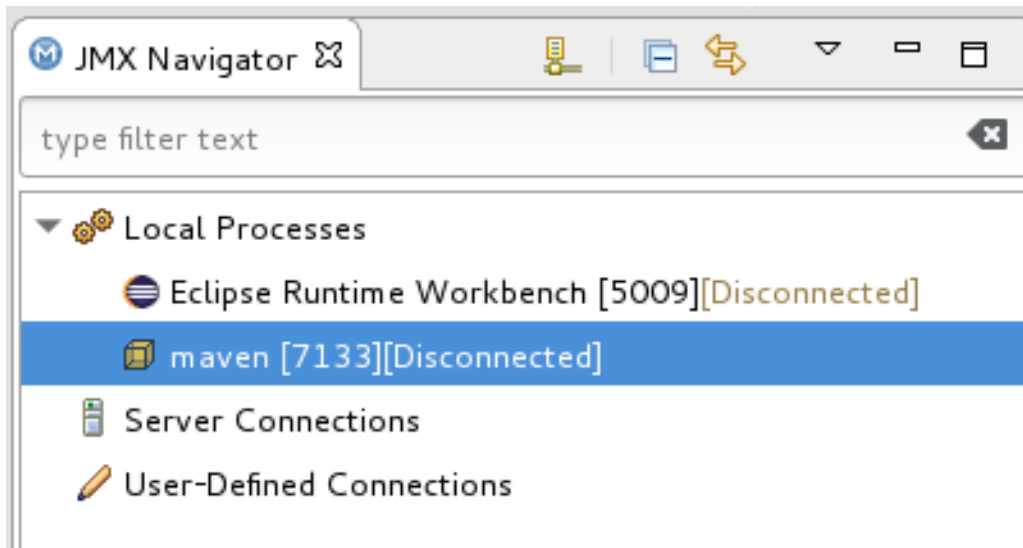 JMX Navigator
type filter text
Local Processes
Eclipse Runtime Workbench [5009][Disconnected]
maven [7133][Disconnected]
Server Connections
User-Defined Connections